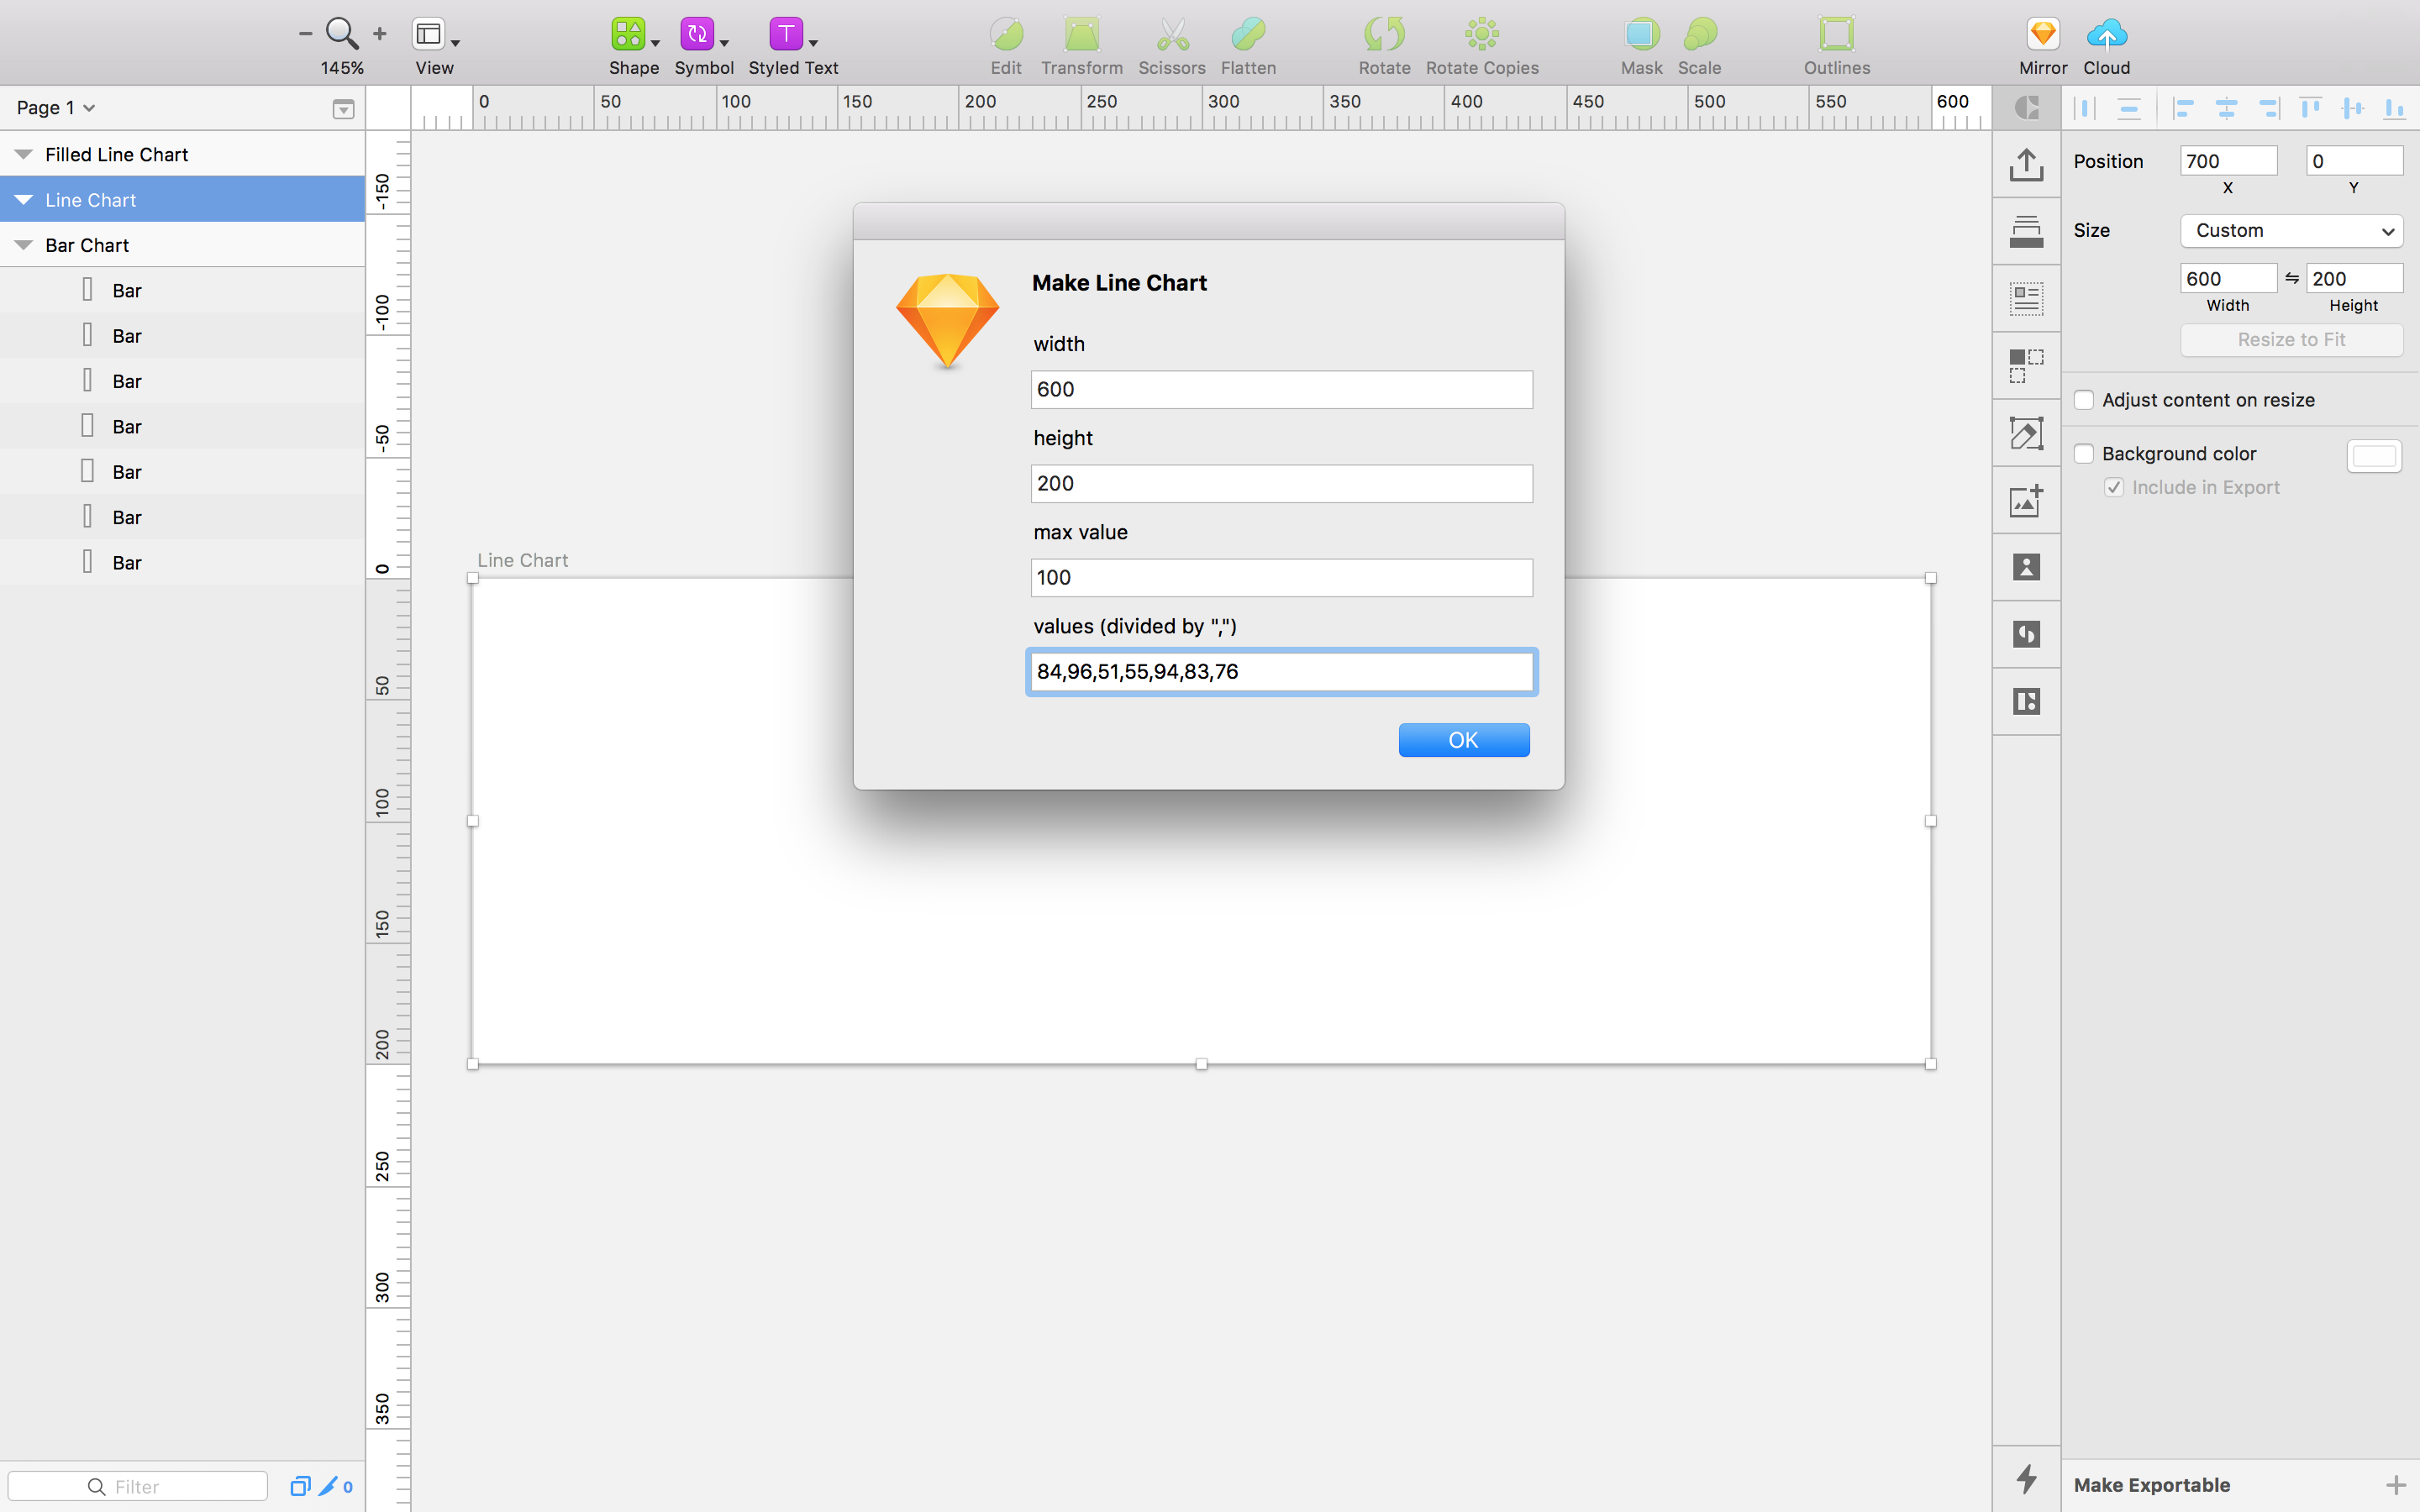 145%
View
Shape
Symbol
Styled Text
Edit
Transform
Scissors
Flatten
Rotate
Rotate Copies
Mask
Scale
Outlines
Mirror
Cloud
Page 1
0 50 100 150 200 250 300 350 400 450 500 550 600
Filled Line Chart
Line Chart
Bar Chart
Bar
Bar
Bar
Bar
Bar
Bar
Bar
Filter
0
-150
-100
-50
0
50
100
150
200
250
300
350
Line Chart
Make Line Chart
width
600
height
200
max value
100
values (divided by ",")
84,96,51,55,94,83,76
OK
Position
700
0
X
Y
Size
Custom
600
200
Width
Height
Resize to Fit
Adjust content on resize
Background color
Include in Export
Make Exportable